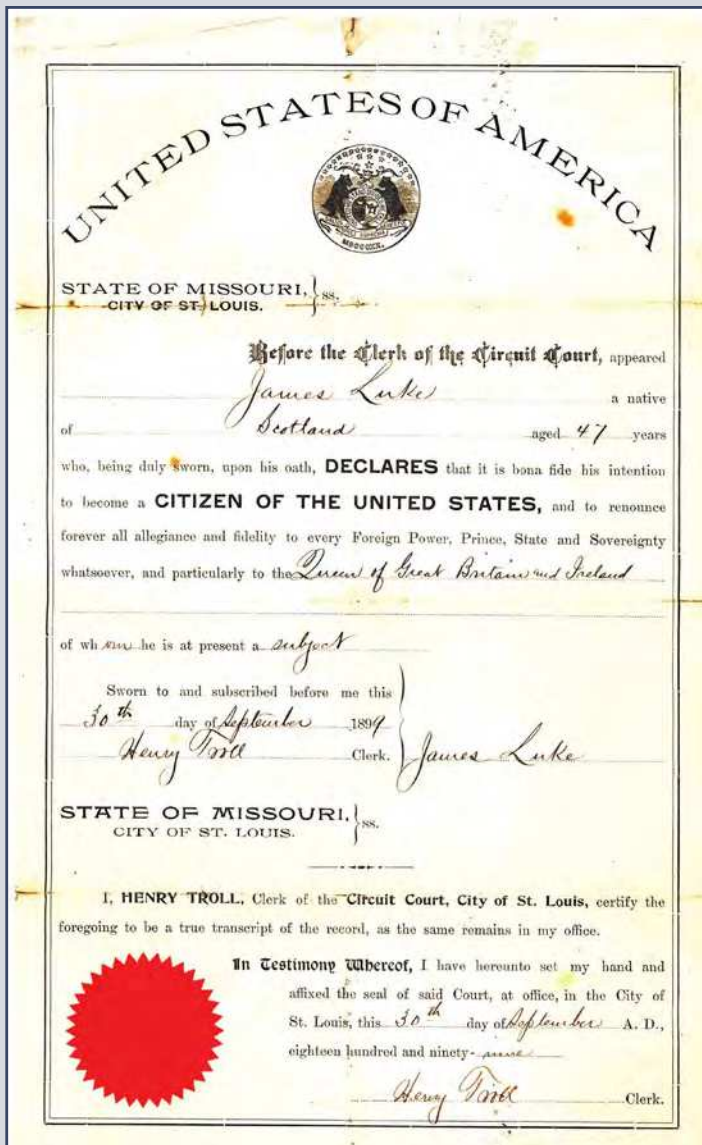 UNITED STATES OF AMERICA
MDCCCXX.
STATE OF MISSOURI, } ss.
CITY OF ST. LOUIS.
Before the Clerk of the Circuit Court, appeared
James Luke a native
of Scotland aged 47 years
who, being duly sworn, upon his oath, DECLARES that it is bona fide his intention
to become a CITIZEN OF THE UNITED STATES, and to renounce
forever all allegiance and fidelity to every Foreign Power, Prince, State and Sovereignty
whatsoever, and particularly to the Queen of Great Britain and Ireland
of whom he is at present a subject
Sworn to and subscribed before me this
30th day of September 1899
Henry Troll Clerk. James Luke
STATE OF MISSOURI, } ss.
CITY OF ST. LOUIS.
I, HENRY TROLL, Clerk of the Circuit Court, City of St. Louis, certify the
foregoing to be a true transcript of the record, as the same remains in my office.
In Testimony Whereof, I have hereunto set my hand and
affixed the seal of said Court, at office, in the City of
St. Louis, this 30th day of September A. D.,
eighteen hundred and ninety-nine
Henry Troll Clerk.